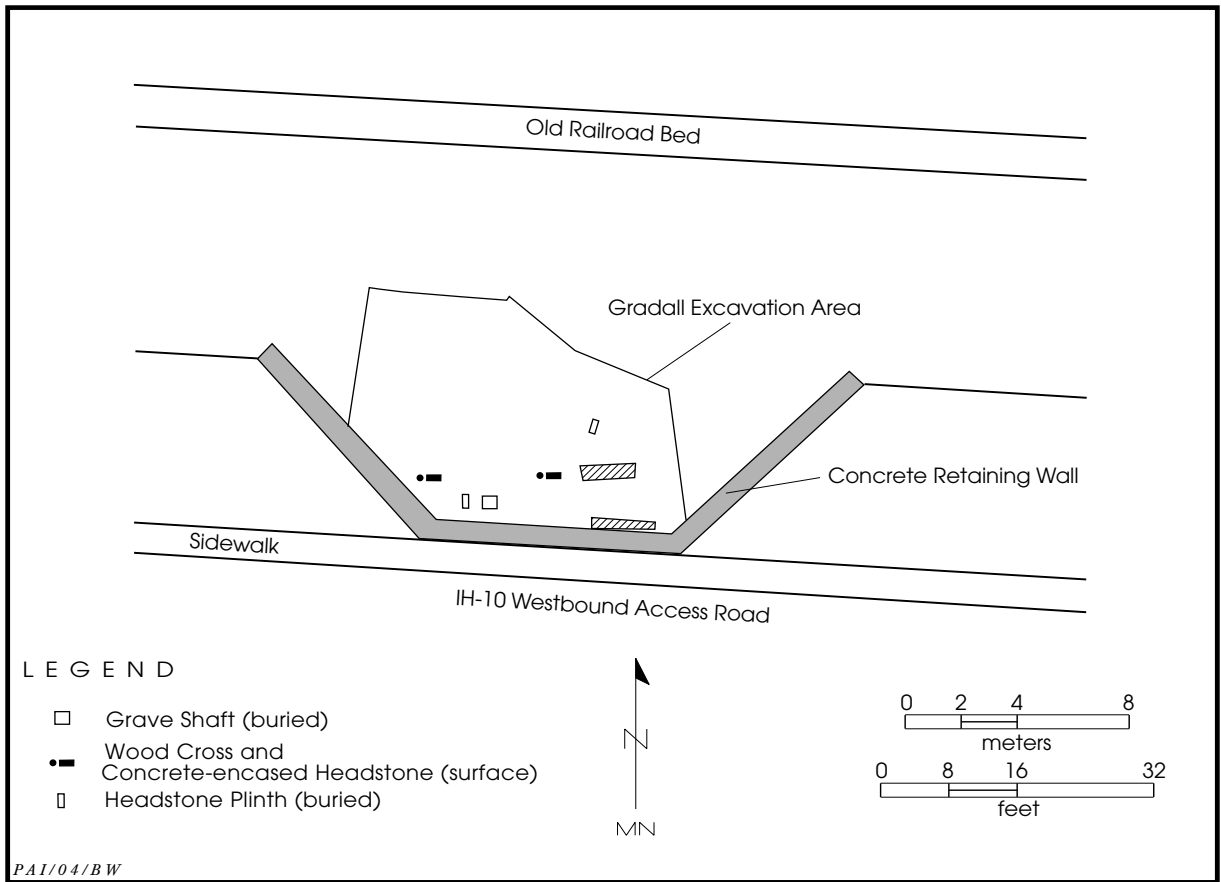 Old Railroad Bed
Gradall Excavation Area
Concrete Retaining Wall
Sidewalk
IH-10 Westbound Access Road
L E G E N D
Grave Shaft (buried)
Wood Cross and
Concrete-encased Headstone (surface)
Headstone Plinth (buried)
N
MN
0 2 4 8
meters
0 8 16 32
feet
PAI/04/BW